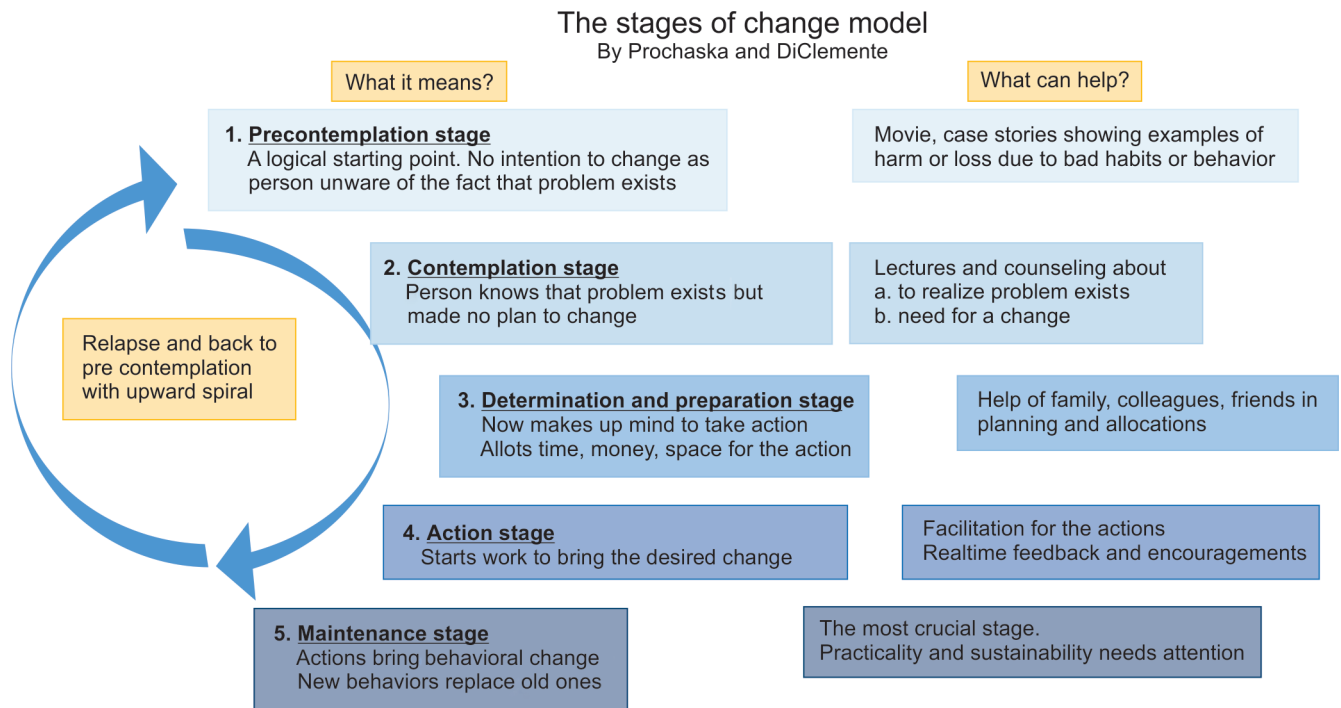 The stages of change model
By Prochaska and DiClemente
What it means?
What can help?
1. Precontemplation stage
A logical starting point. No intention to change as
person unware of the fact that problem exists
Movie, case stories showing examples of
harm or loss due to bad habits or behavior
2. Contemplation stage
Person knows that problem exists but
made no plan to change
Lectures and counseling about
a. to realize problem exists
b. need for a change
Relapse and back to
pre contemplation
with upward spiral
3. Determination and preparation stage
Now makes up mind to take action
Allots time, money, space for the action
Help of family, colleagues, friends in
planning and allocations
4. Action stage
Starts work to bring the desired change
Facilitation for the actions
Realtime feedback and encouragements
5. Maintenance stage
Actions bring behavioral change
New behaviors replace old ones
The most crucial stage.
Practicality and sustainability needs attention